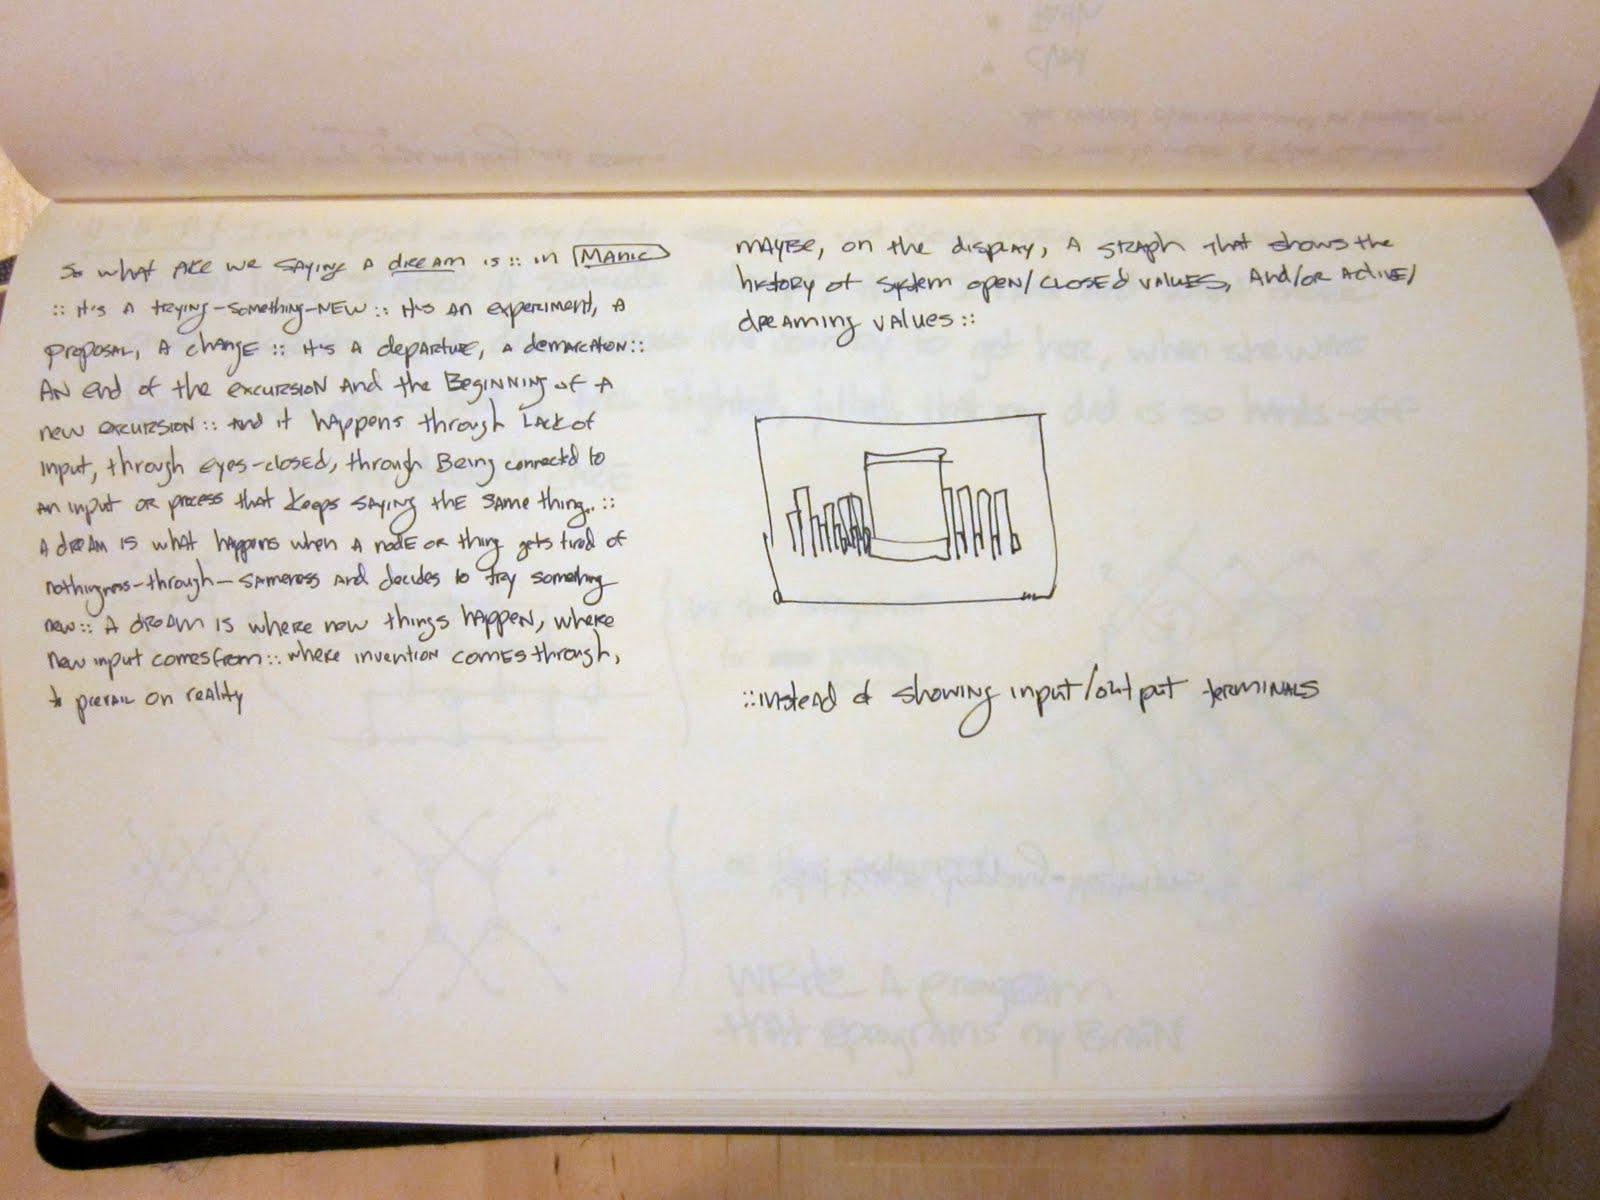 So what are we saying a dream is :: in Manic
:: it's a trying-something-new :: it's an experiment, a
proposal, a change :: it's a departure, a demarcation ::
an end of the excursion and the beginning of a
new excursion :: and it happens through lack of
input, through eyes-closed, through being connected to
an input or process that keeps saying the same thing.. ::
a dream is what happens when a node or thing gets tired of
nothingness-through-sameness and decides to try something
new :: a dream is where new things happen, where
new input comes from :: where invention comes through,
to prevail on reality
maybe, on the display, a graph that shows the
history of system open/closed values, and/or active/
dreaming values ::
:: instead of showing input/output terminals
write a program
that reprograms my brain